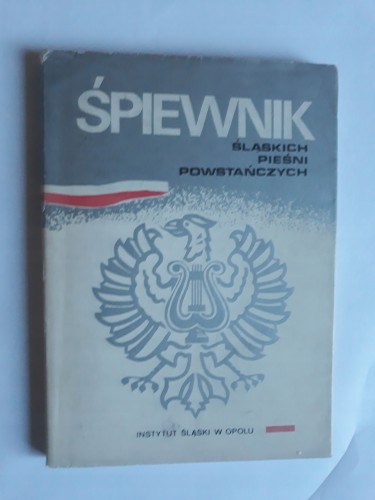 ŚPIEWNIK
ŚLĄSKICH
PIEŚNI
POWSTAŃCZYCH
INSTYTUT ŚLĄSKI W OPOLU